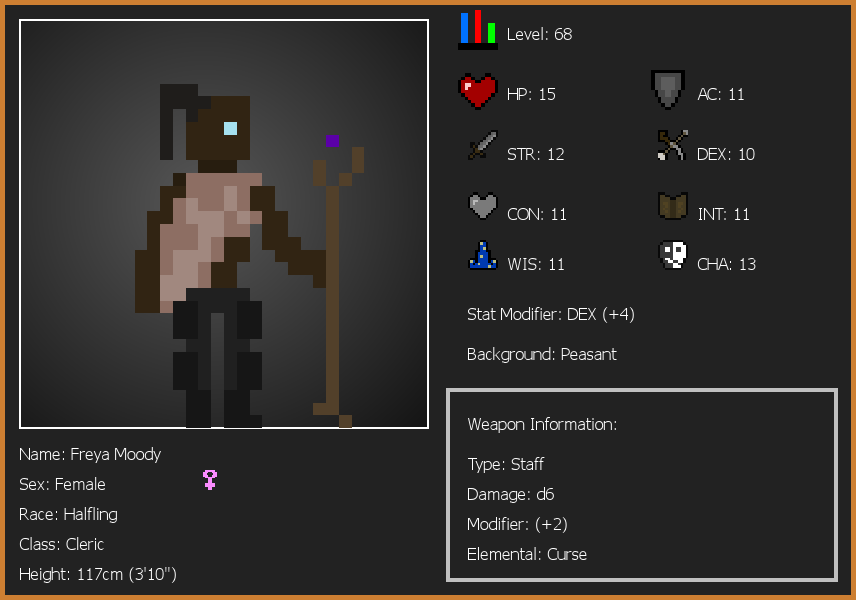 Level: 68
HP: 15
AC: 11
STR: 12
DEX: 10
CON: 11
INT: 11
WIS: 11
CHA: 13
Stat Modifier: DEX (+4)
Background: Peasant
Weapon Information:
Type: Staff
Damage: d6
Modifier: (+2)
Elemental: Curse
Name: Freya Moody
Sex: Female
Race: Halfling
Class: Cleric
Height: 117cm (3'10")